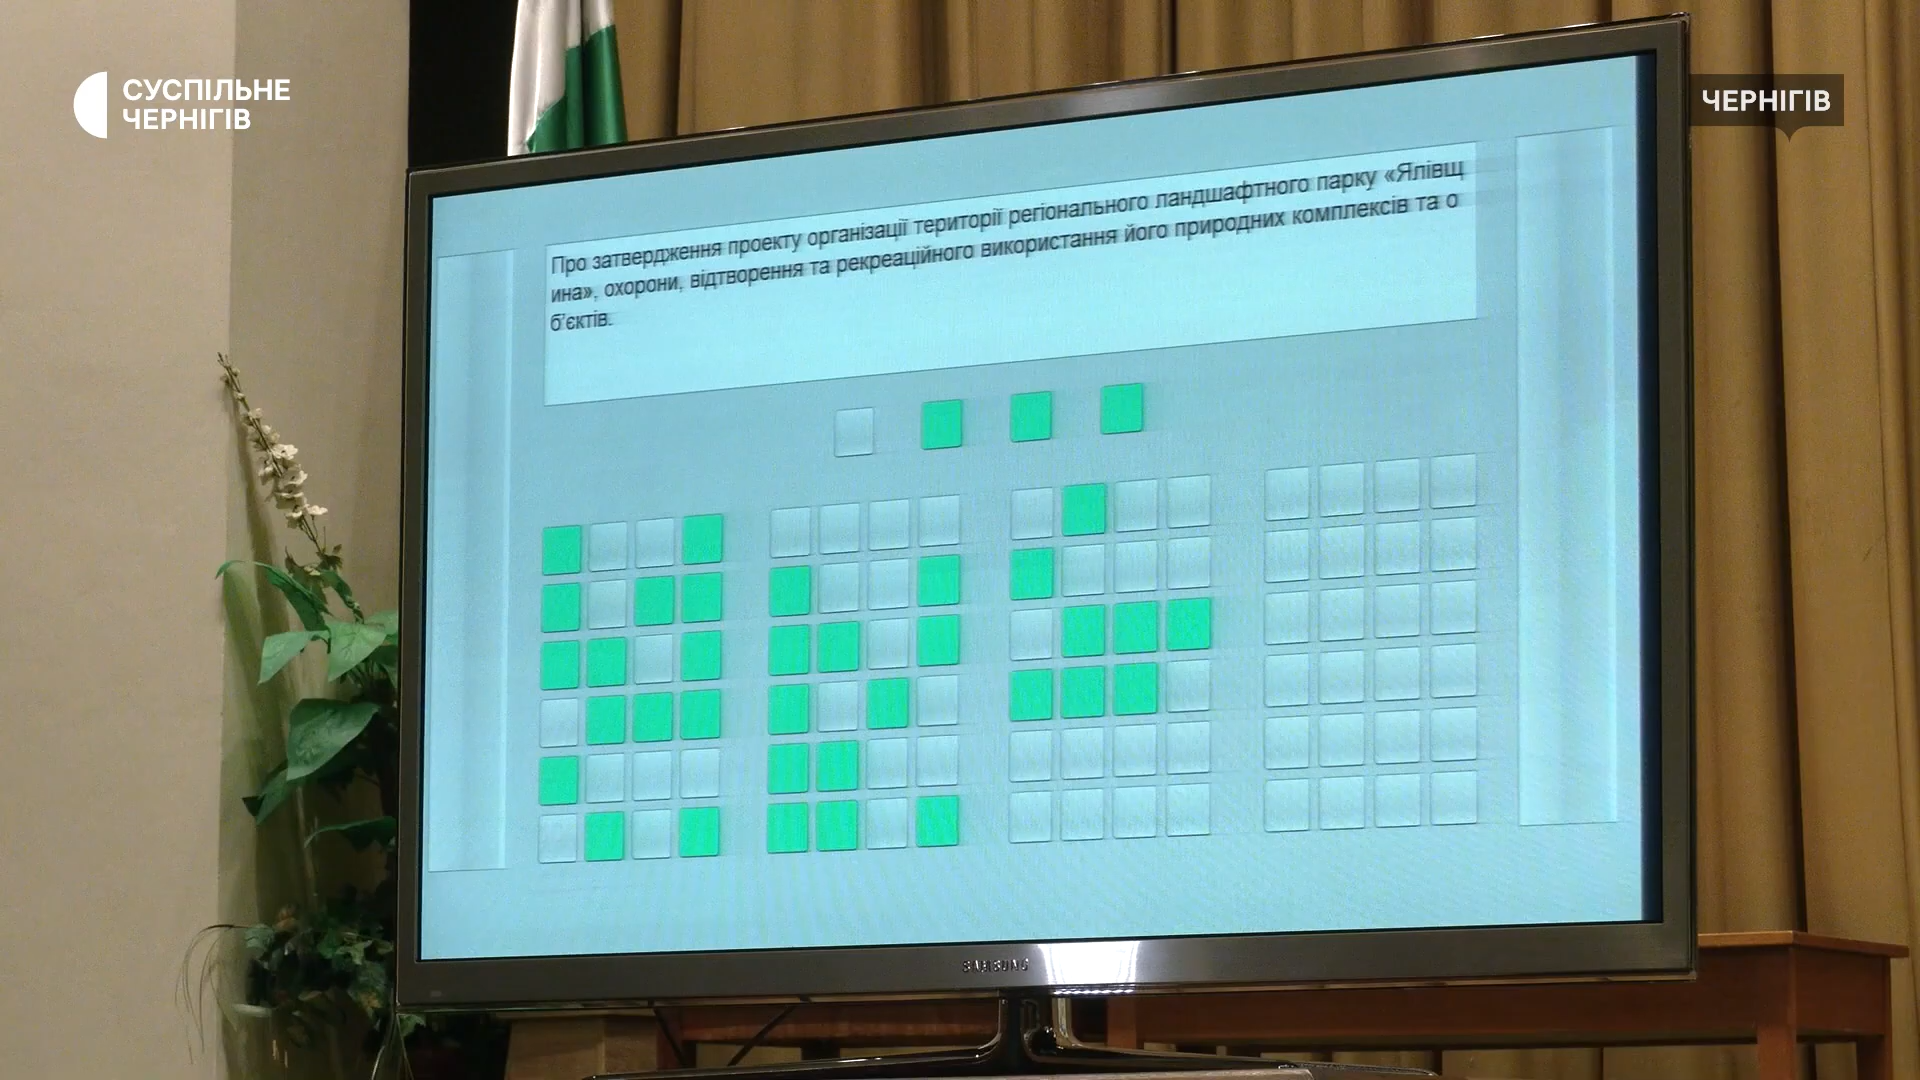 СУСПІЛЬНЕ
ЧЕРНІГІВ
ЧЕРНІГІВ
Про затвердження проекту організації території регіонального ландшафтного парку «Ялівщ
ина», охорони, відтворення та рекреаційного використання його природних комплексів та о
б'єктів.
SAMSUNG